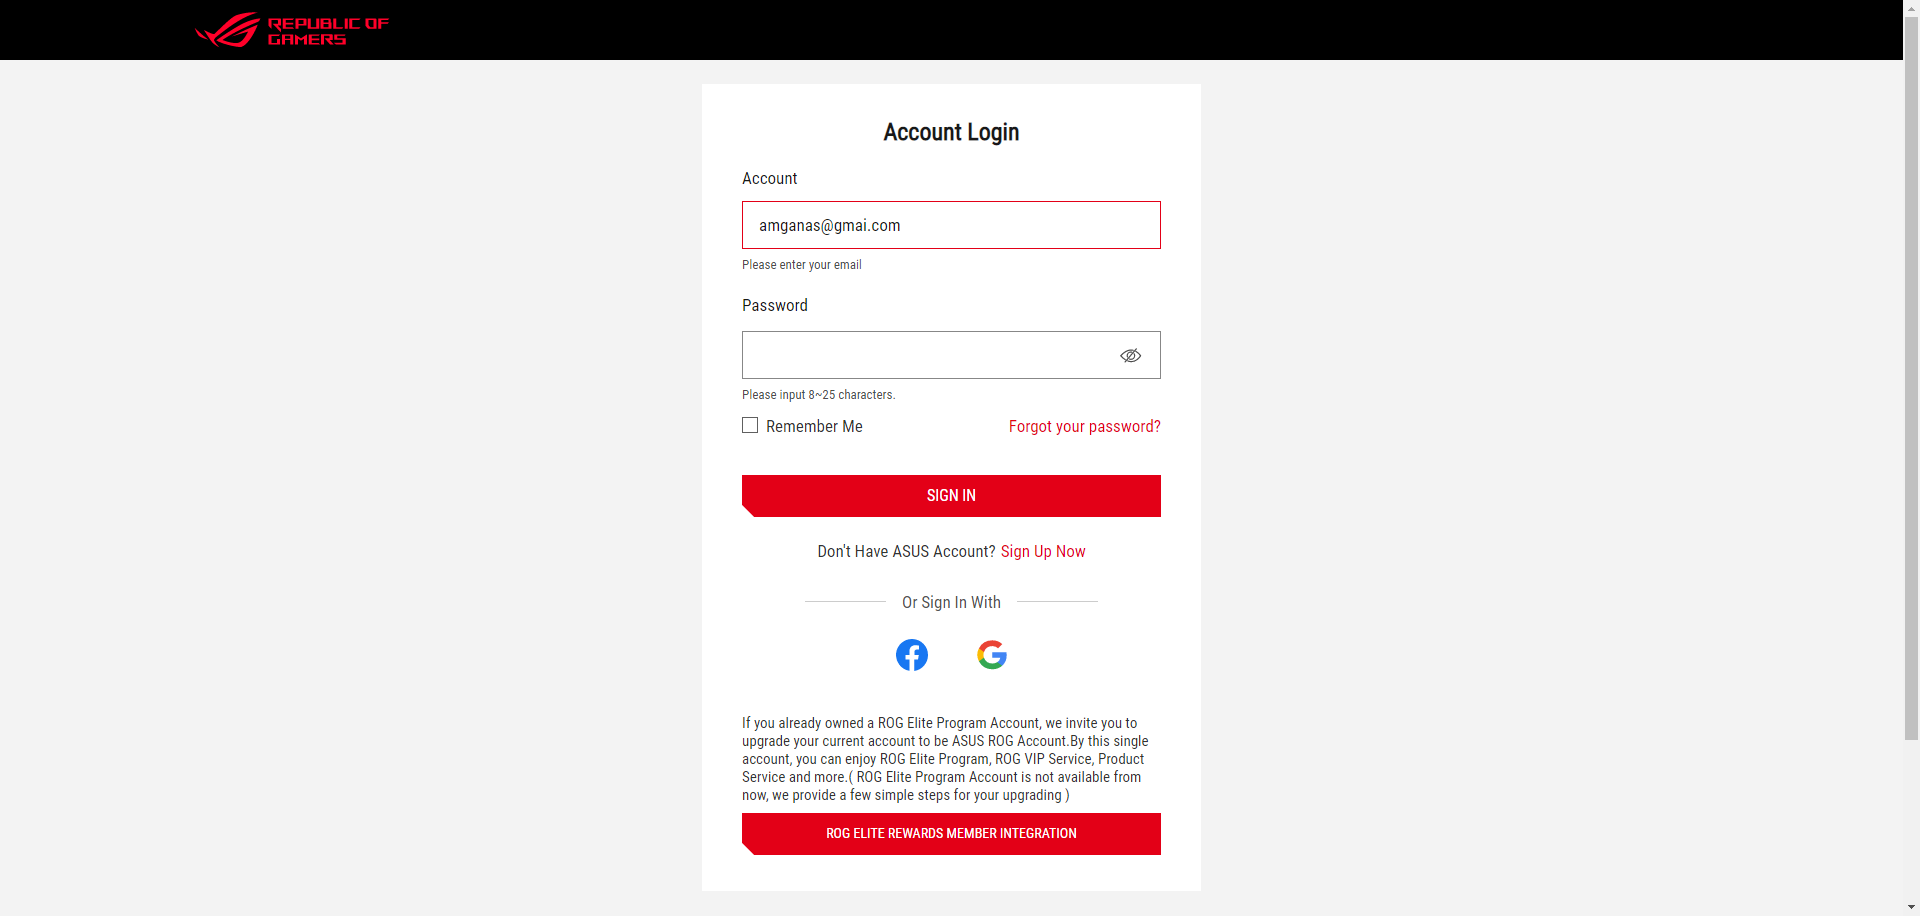 REPUBLIC OF
GAMERS
Account Login
Account
amganas@gmai.com
Please enter your email
Password
Please input 8~25 characters.
Remember Me
Forgot your password?
SIGN IN
Don't Have ASUS Account? Sign Up Now
Or Sign In With
If you already owned a ROG Elite Program Account, we invite you to
upgrade your current account to be ASUS ROG Account.By this single
account, you can enjoy ROG Elite Program, ROG VIP Service, Product
Service and more.( ROG Elite Program Account is not available from
now, we provide a few simple steps for your upgrading )
ROG ELITE REWARDS MEMBER INTEGRATION